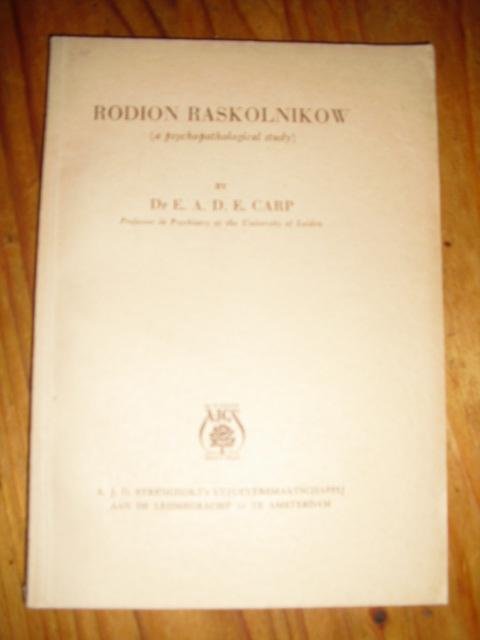 RODION RASKOLNIKOW
(a psychopathological study)
BY
Dr E. A. D. E. CARP
Professor in Psychiatry at the University of Leiden
A. J. G. STRENGHOLT'S UITGEVERSMAATSCHAPPIJ
AAN DE LEIDSEGRACHT TE AMSTERDAM